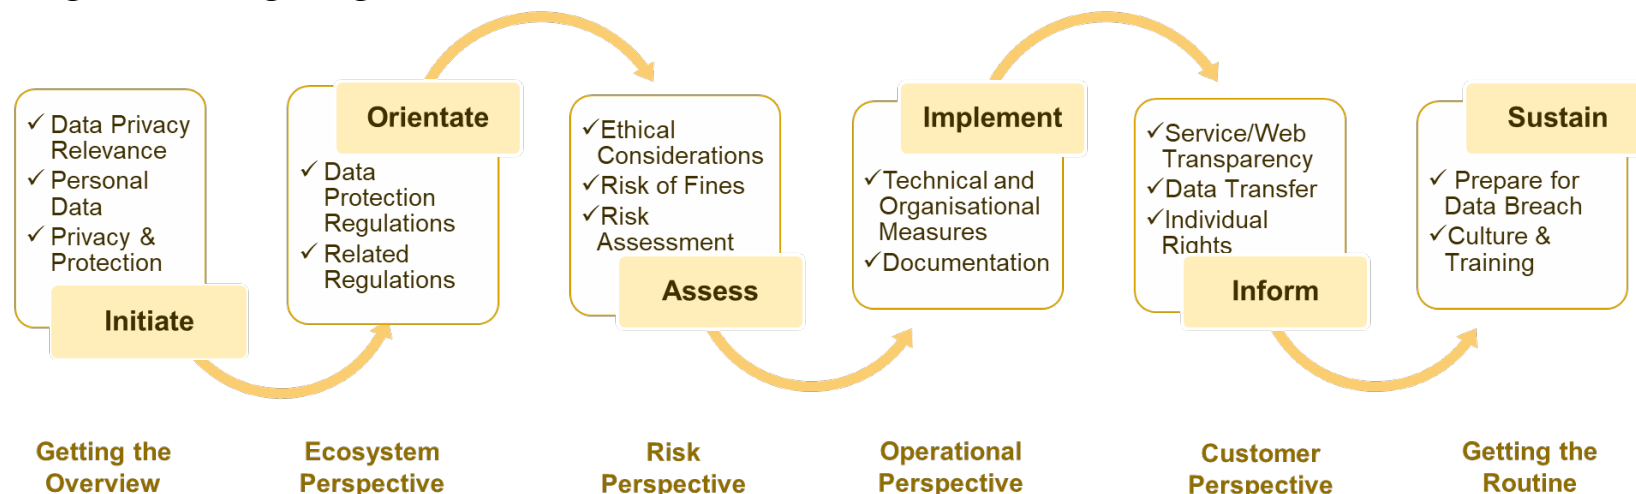 ✓ Data Privacy
Relevance
✓ Personal
Data
✓ Privacy &
Protection
Initiate
Getting the
Overview
Orientate
✓ Data
Protection
Regulations
✓ Related
Regulations
Ecosystem
Perspective
✓ Ethical
Considerations
✓ Risk of Fines
✓ Risk
Assessment
Assess
Risk
Perspective
Implement
✓ Technical and
Organisational
Measures
✓ Documentation
Operational
Perspective
✓ Service/Web
Transparency
✓ Data Transfer
✓ Individual
Rights
Inform
Customer
Perspective
Sustain
✓ Prepare for
Data Breach
✓ Culture &
Training
Getting the
Routine